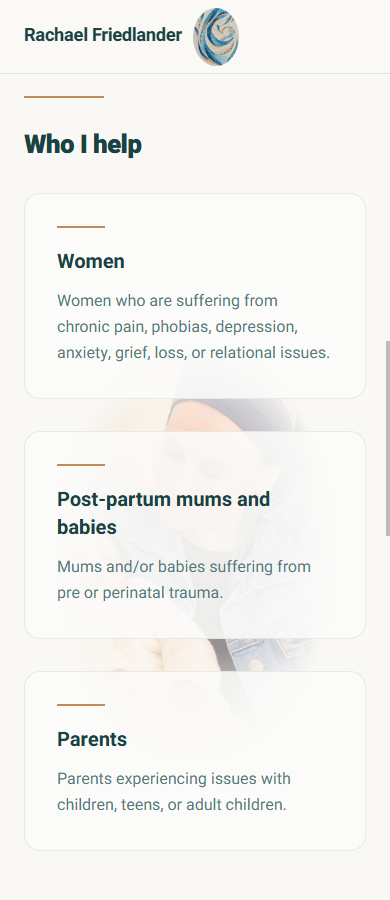 Rachael Friedlander
Who I help
Women
Women who are suffering from
chronic pain, phobias, depression,
anxiety, grief, loss, or relational issues.
Post-partum mums and
babies
Mums and/or babies suffering from
pre or perinatal trauma.
Parents
Parents experiencing issues with
children, teens, or adult children.